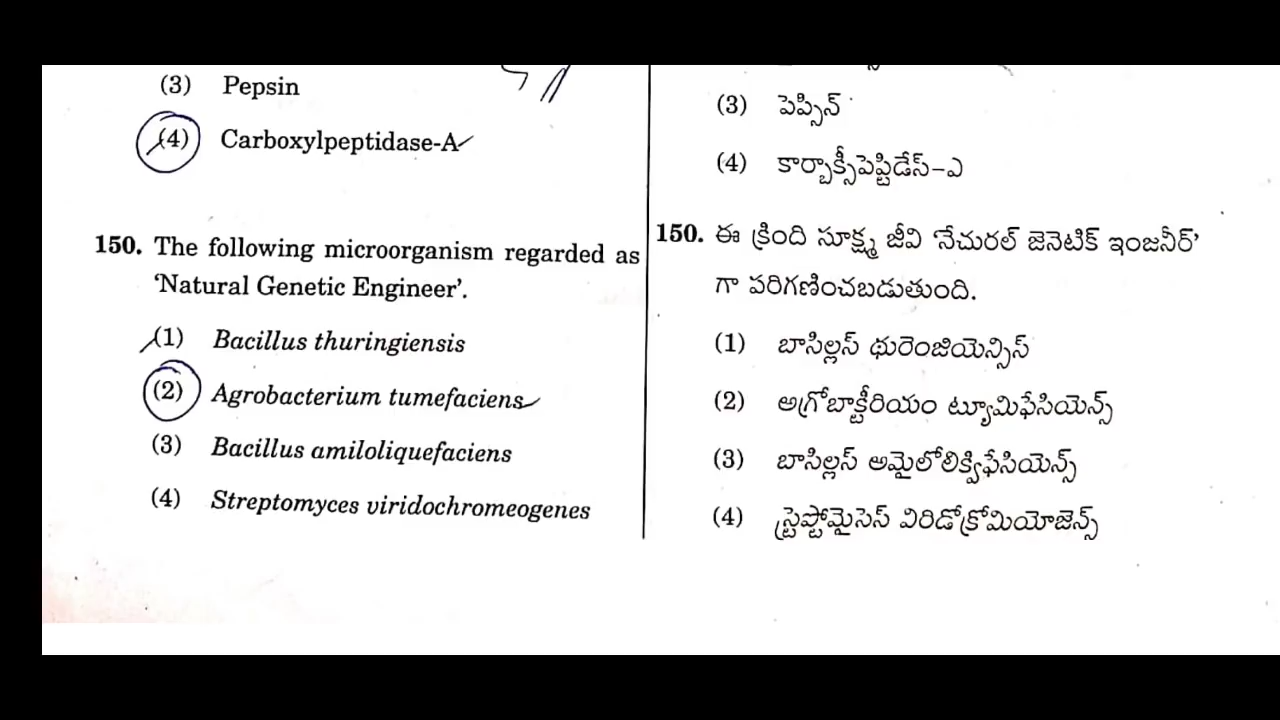 (3) Pepsin
(4) Carboxylpeptidase-A
150. The following microorganism regarded as
'Natural Genetic Engineer'.
(1) Bacillus thuringiensis
(2) Agrobacterium tumefaciens
(3) Bacillus amiloliquefaciens
(4) Streptomyces viridochromeogenes
(3) పెప్సిన్
(4) కార్బాక్సీపెప్టిడేస్-ఎ
150. ఈ క్రింది సూక్ష్మ జీవి 'నేచురల్ జెనెటిక్ ఇంజనీర్'
గా పరిగణించబడుతుంది.
(1) బాసిల్లస్ థురెంజియెన్సిస్
(2) అగ్రోబాక్టీరియం ట్యూమిఫేసియెన్స్
(3) బాసిల్లస్ అమైలోలిక్విఫేసియెన్స్
(4) స్ట్రెప్టోమైసెస్ విరిడోక్రోమియోజెన్స్